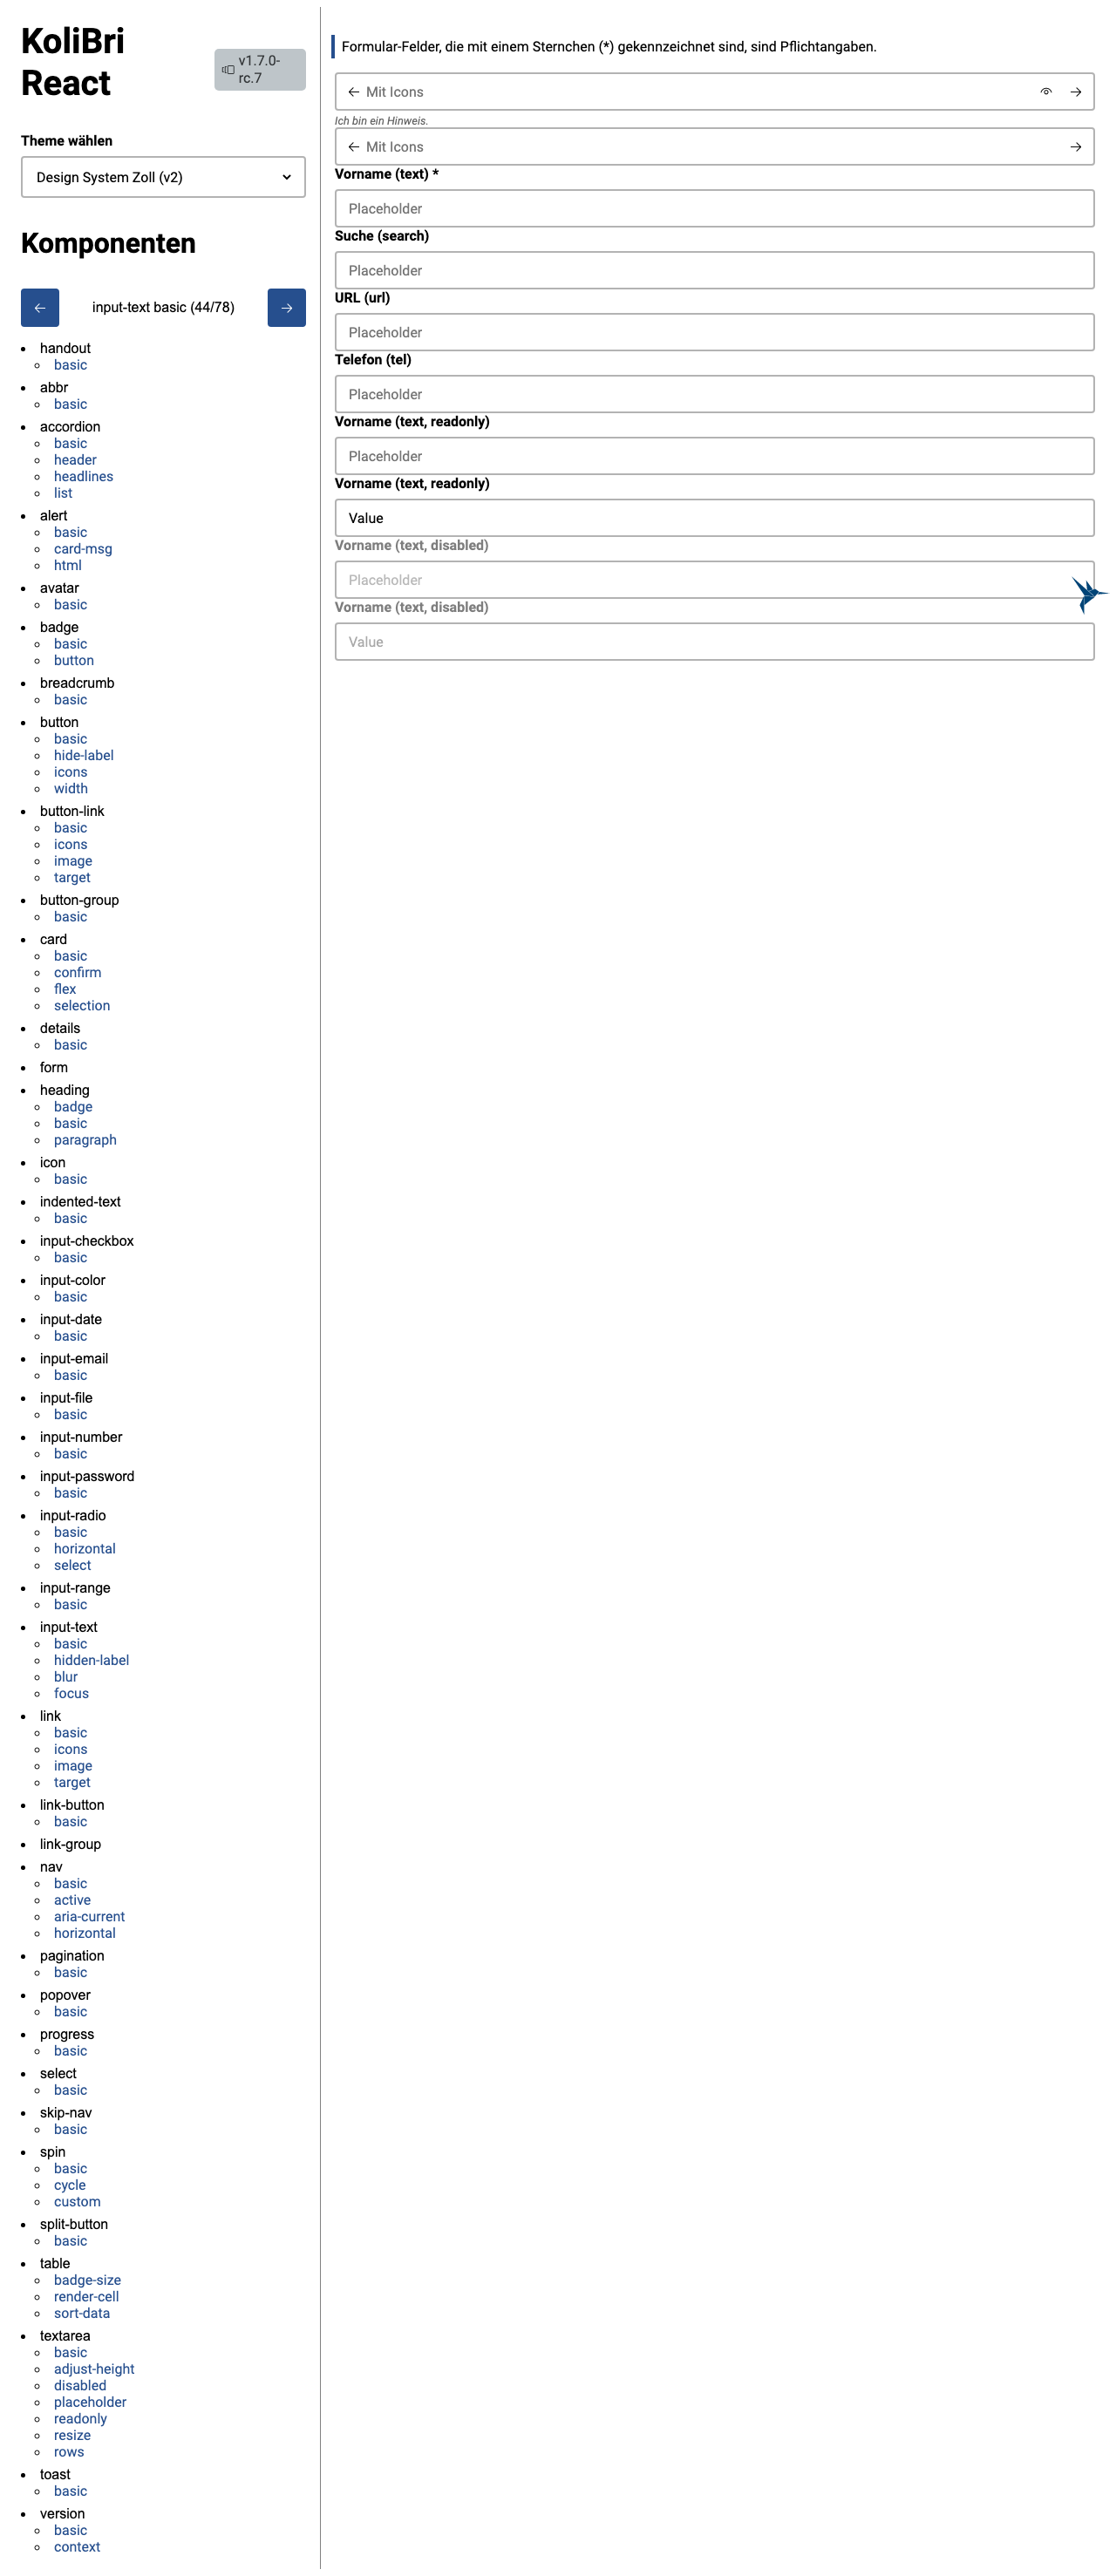 KoliBri
React
v1.7.0-
rc.7
Theme wählen
Design System Zoll (v2)
Komponenten
input-text basic (44/78)
handout
basic
abbr
basic
accordion
basic
header
headlines
list
alert
basic
card-msg
html
avatar
basic
badge
basic
button
breadcrumb
basic
button
basic
hide-label
icons
width
button-link
basic
icons
image
target
button-group
basic
card
basic
confirm
flex
selection
details
basic
form
heading
badge
basic
paragraph
icon
basic
indented-text
basic
input-checkbox
basic
input-color
basic
input-date
basic
input-email
basic
input-file
basic
input-number
basic
input-password
basic
input-radio
basic
horizontal
select
input-range
basic
input-text
basic
hidden-label
blur
focus
link
basic
icons
image
target
link-button
basic
link-group
nav
basic
active
aria-current
horizontal
pagination
basic
popover
basic
progress
basic
select
basic
skip-nav
basic
spin
basic
cycle
custom
split-button
basic
table
badge-size
render-cell
sort-data
textarea
basic
adjust-height
disabled
placeholder
readonly
resize
rows
toast
basic
version
basic
context
Formular-Felder, die mit einem Sternchen (*) gekennzeichnet sind, sind Pflichtangaben.
Mit Icons
Ich bin ein Hinweis.
Mit Icons
Vorname (text) *
Placeholder
Suche (search)
Placeholder
URL (url)
Placeholder
Telefon (tel)
Placeholder
Vorname (text, readonly)
Placeholder
Vorname (text, readonly)
Value
Vorname (text, disabled)
Placeholder
Vorname (text, disabled)
Value